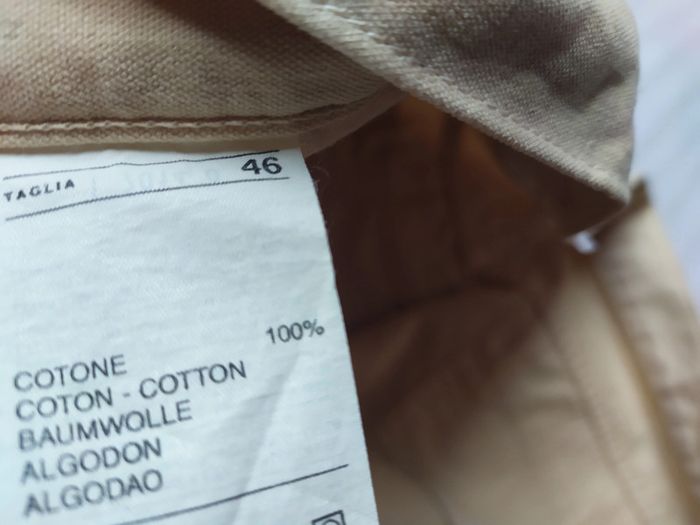 TAGLIA 46
100%
COTONE
COTON - COTTON
BAUMWOLLE
ALGODON
ALGODAO